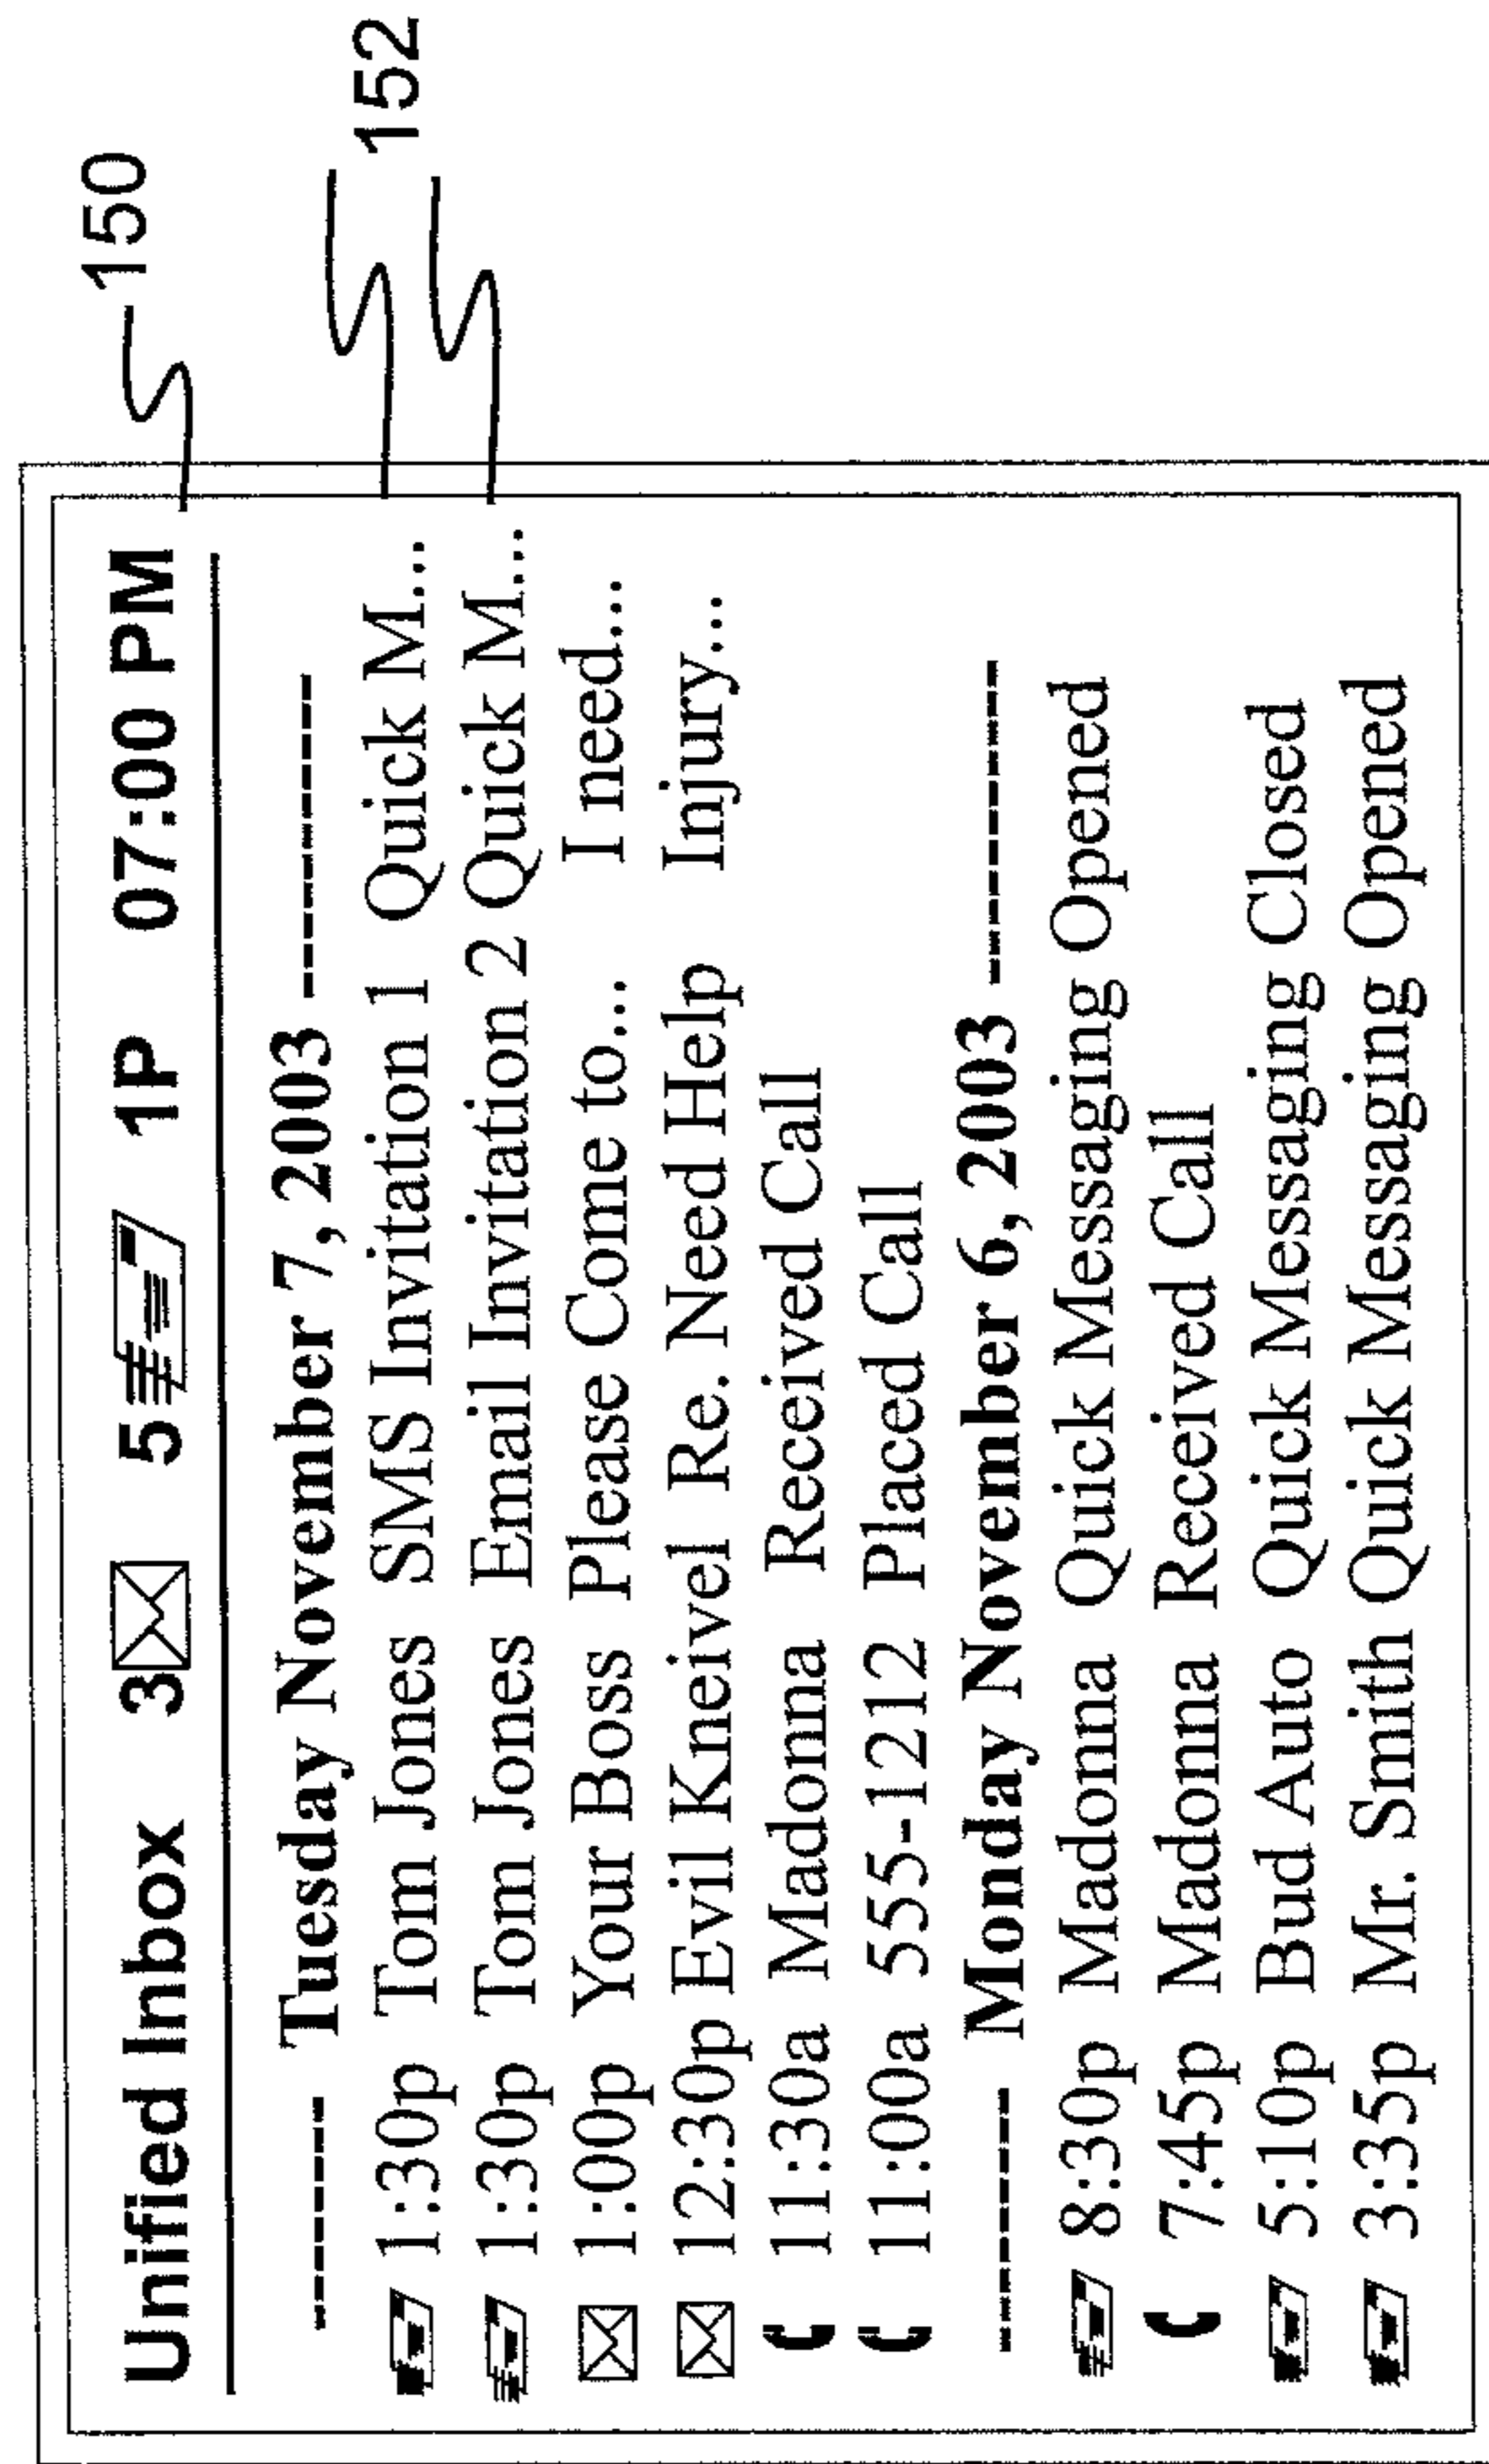 150
152
Unified Inbox 3 5 1P 07:00 PM
---------- Tuesday November 7, 2003 ----------
1:30p Tom Jones SMS Invitation 1 Quick M...
1:30p Tom Jones Email Invitation 2 Quick M...
1:00p Your Boss Please Come to... I need...
12:30p Evil Kneivel Re. Need Help Injury...
11:30a Madonna Received Call
11:00a 555-1212 Placed Call
----------- Monday November 6, 2003 ----------
8:30p Madonna Quick Messaging Opened
7:45p Madonna Received Call
5:10p Bud Auto Quick Messaging Closed
3:35p Mr. Smith Quick Messaging Opened